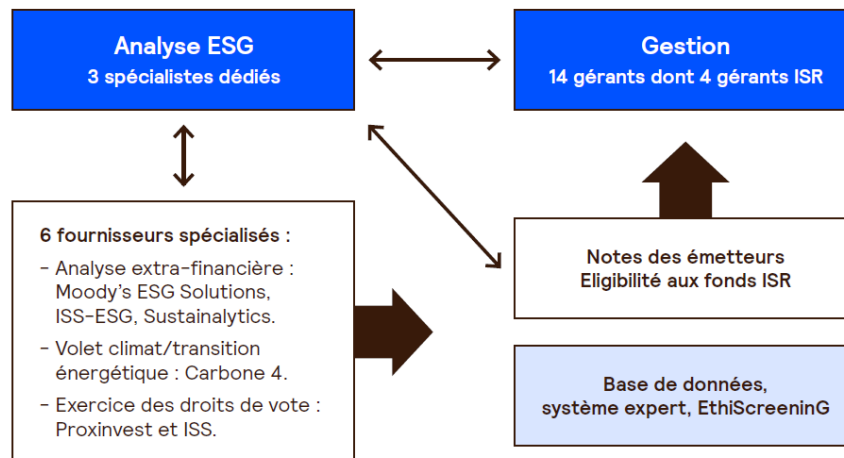 Analyse ESG
3 spécialistes dédiés
Gestion
14 gérants dont 4 gérants ISR
6 fournisseurs spécialisés :
- Analyse extra-financière :
Moody's ESG Solutions,
ISS-ESG, Sustainalytics.
- Volet climat/transition
énergétique : Carbone 4.
- Exercice des droits de vote :
Proxinvest et ISS.
Notes des émetteurs
Eligibilité aux fonds ISR
Base de données,
système expert, EthiScreeninG